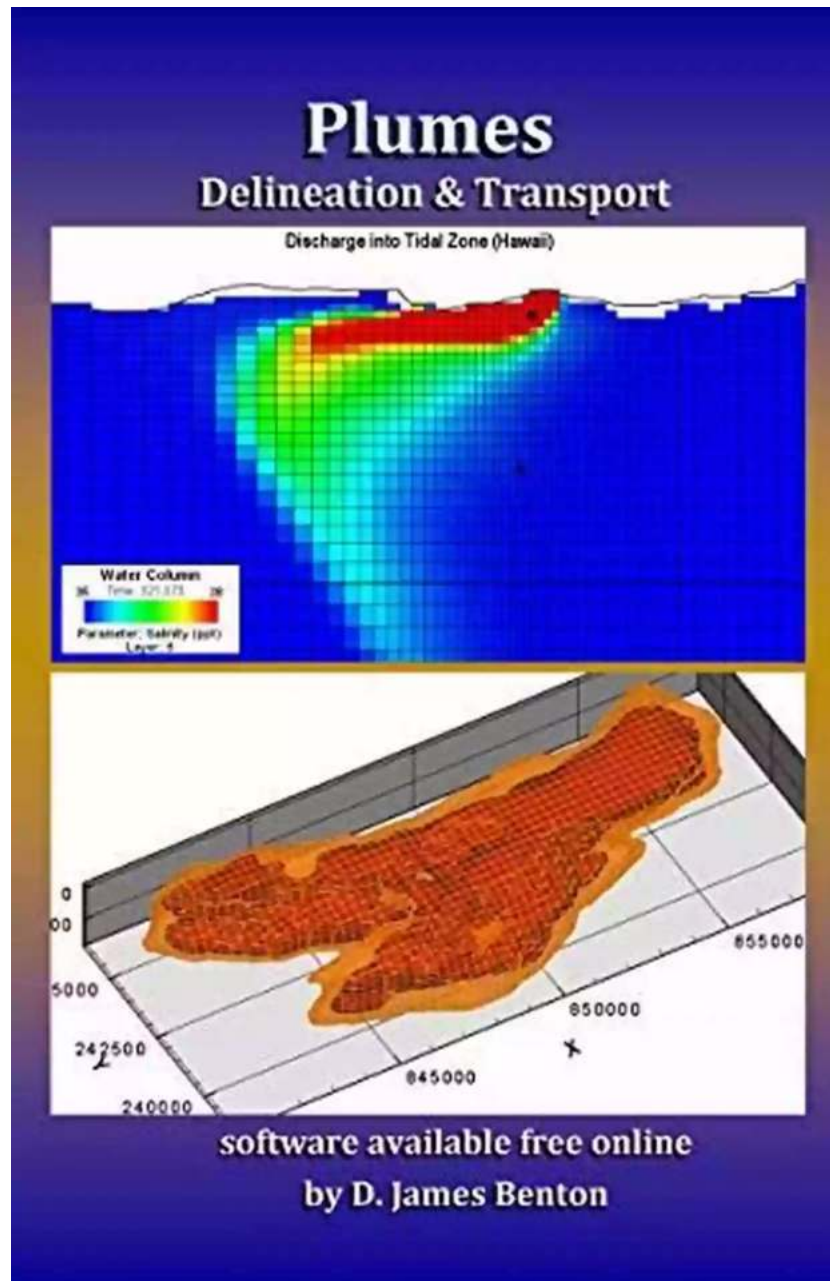 Plumes
Delineation & Transport
Discharge into Tidal Zone (Hawaii)
Water Column
Parameter: Salinity (ppt)
0
00
5000
242500
240000
845000
850000
855000
X
software available free online
by D. James Benton